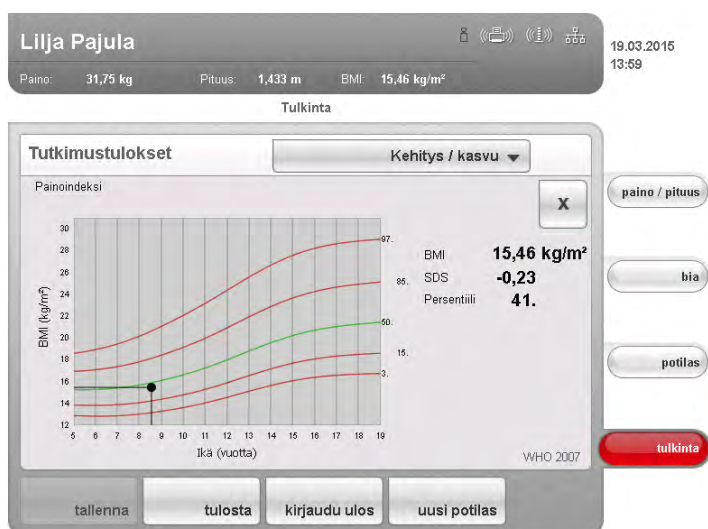 Lilja Pajula
19.03.2015
13:59
Paino: 31,75 kg Pituus: 1,433 m BMI: 15,46 kg/m²
Tulkinta
Tutkimustulokset
Kehitys / kasvu
Painoindeksi
X
BMI 15,46 kg/m²
SDS -0,23
Persentiili 41.
BMI (kg/m²)
30
28
26
24
22
20
18
16
14
12
97.
85.
50.
15.
3.
5 6 7 8 9 10 11 12 13 14 15 16 17 18 19
Ikä (vuotta)
WHO 2007
paino / pituus
bia
potilas
tulkinta
tallenna
tulosta
kirjaudu ulos
uusi potilas